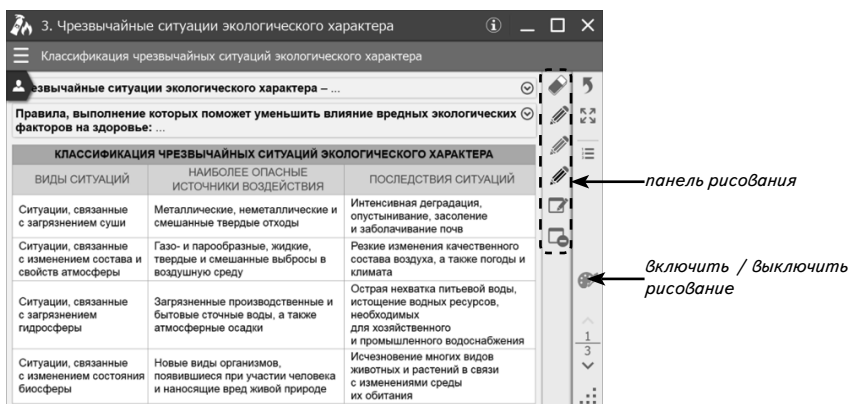 3. Чрезвычайные ситуации экологического характера
Классификация чрезвычайных ситуаций экологического характера
езвычайные ситуации экологического характера – ...
Правила, выполнение которых поможет уменьшить влияние вредных экологических
факторов на здоровье: ...
КЛАССИФИКАЦИЯ ЧРЕЗВЫЧАЙНЫХ СИТУАЦИЙ ЭКОЛОГИЧЕСКОГО ХАРАКТЕРА
ВИДЫ СИТУАЦИЙ
НАИБОЛЕЕ ОПАСНЫЕ
ИСТОЧНИКИ ВОЗДЕЙСТВИЯ
ПОСЛЕДСТВИЯ СИТУАЦИЙ
Ситуации, связанные
с загрязнением суши
Металлические, неметаллические и
смешанные твердые отходы
Интенсивная деградация,
опустынивание, засоление
и заболачивание почв
Ситуации, связанные
с изменением состава и
свойств атмосферы
Газо- и парообразные, жидкие,
твердые и смешанные выбросы в
воздушную среду
Резкие изменения качественного
состава воздуха, а также погоды и
климата
Ситуации, связанные
с загрязнением
гидросферы
Загрязненные производственные и
бытовые сточные воды, а также
атмосферные осадки
Острая нехватка питьевой воды,
истощение водных ресурсов,
необходимых
для хозяйственного
и промышленного водоснабжения
Ситуации, связанные
с изменением состояния
биосферы
Новые виды организмов,
появившиеся при участии человека
и наносящие вред живой природе
Исчезновение многих видов
животных и растений в связи
с изменениями среды
их обитания
1
3
панель рисования
включить / выключить
рисование